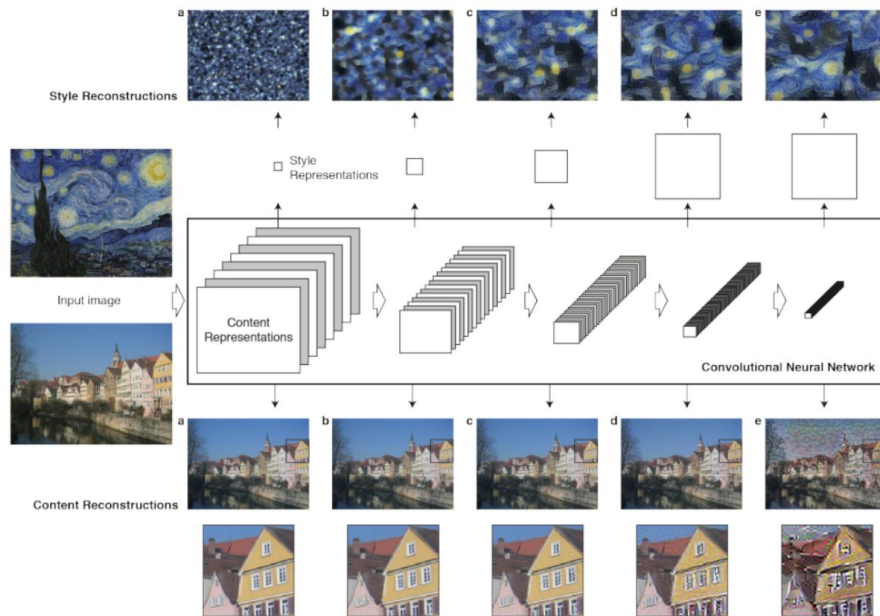 a b c d e
Style Reconstructions
Style
Representations
Input image
Content
Representations
Convolutional Neural Network
a b c d e
Content Reconstructions